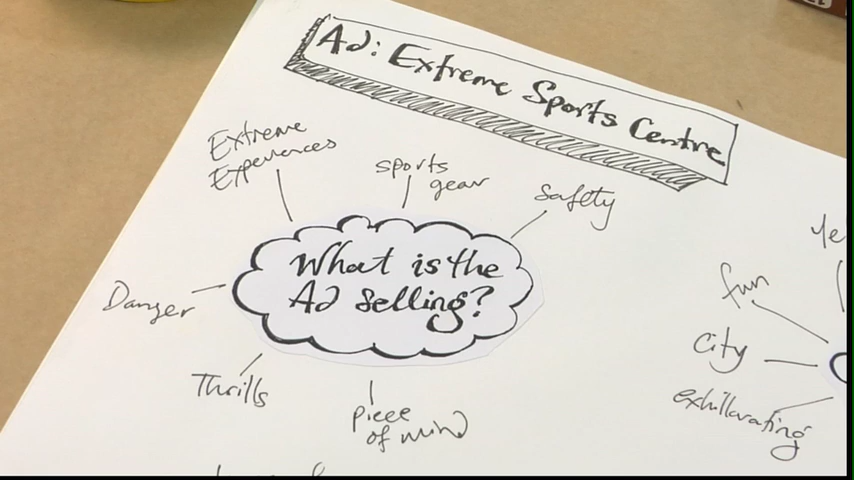 Ad: Extreme Sports Centre
Extreme
Experiences
sports
gear
Safety
What is the
Ad selling?
Danger
Thrills
piece
of mind
fun
City
exhillarating